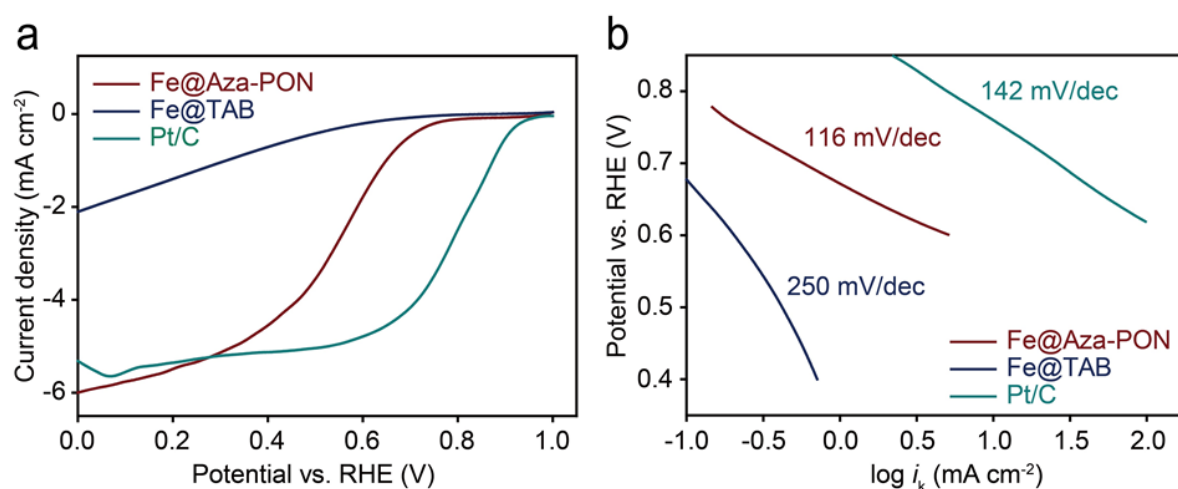 a
Fe@Aza-PON
Fe@TAB
Pt/C
0
-2
-4
-6
Current density (mA cm⁻²)
0.0 0.2 0.4 0.6 0.8 1.0
Potential vs. RHE (V)
b
142 mV/dec
116 mV/dec
250 mV/dec
Fe@Aza-PON
Fe@TAB
Pt/C
0.8
0.7
0.6
0.5
0.4
Potential vs. RHE (V)
-1.0 -0.5 0.0 0.5 1.0 1.5 2.0
log iₖ (mA cm⁻²)